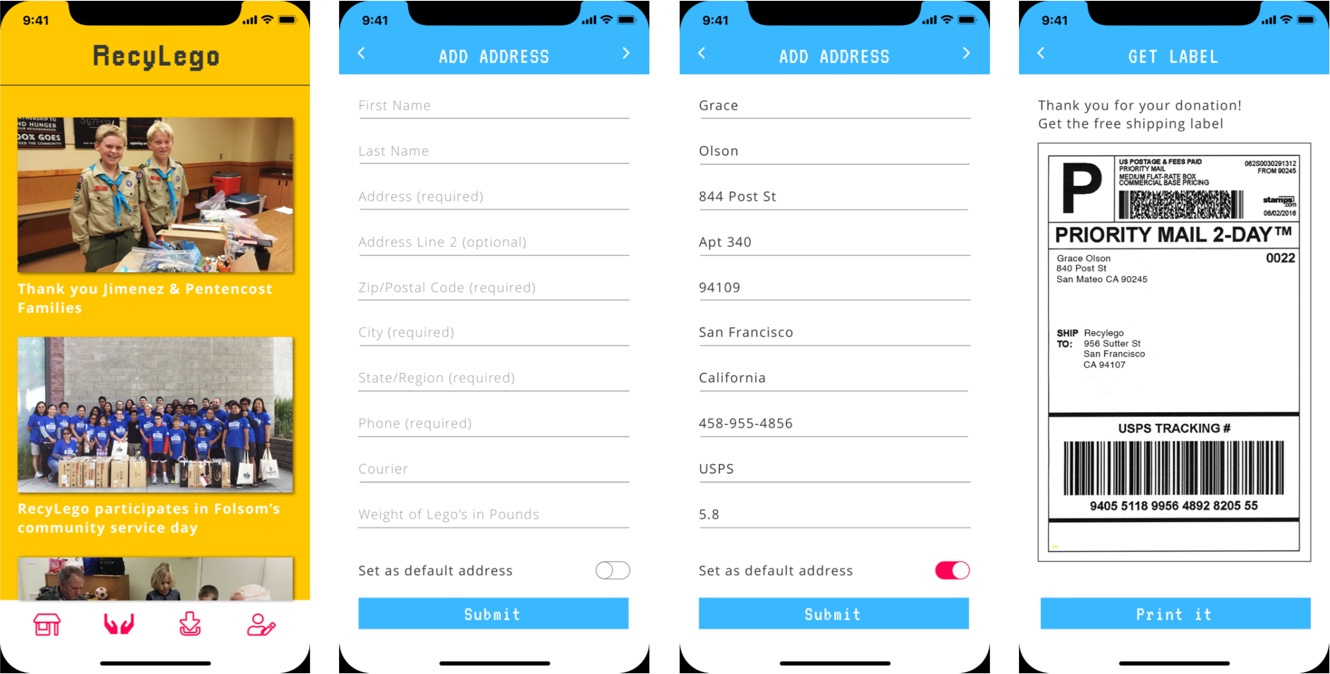 9:41
RecyLego
Thank you Jimenez & Pentencost
Families
RecyLego participates in Folsom's
community service day
9:41
ADD ADDRESS
First Name
Last Name
Address (required)
Address Line 2 (optional)
Zip/Postal Code (required)
City (required)
State/Region (required)
Phone (required)
Courier
Weight of Lego's in Pounds
Set as default address
Submit
9:41
ADD ADDRESS
Grace
Olson
844 Post St
Apt 340
94109
San Francisco
California
458-955-4856
USPS
5.8
Set as default address
Submit
9:41
GET LABEL
Thank you for your donation!
Get the free shipping label
P
US POSTAGE & FEES PAID
PRIORITY MAIL
MEDIUM FLAT-RATE BOX
COMMERCIAL BASE PRICING
062S0030291312
FROM 90245
stamps.com
06/02/2016
PRIORITY MAIL 2-DAY™
Grace Olson
840 Post St
San Mateo CA 90245
0022
SHIP TO:
Recylego
956 Sutter St
San Francisco
CA 94107
USPS TRACKING #
9405 5118 9956 4892 8205 55
Print it